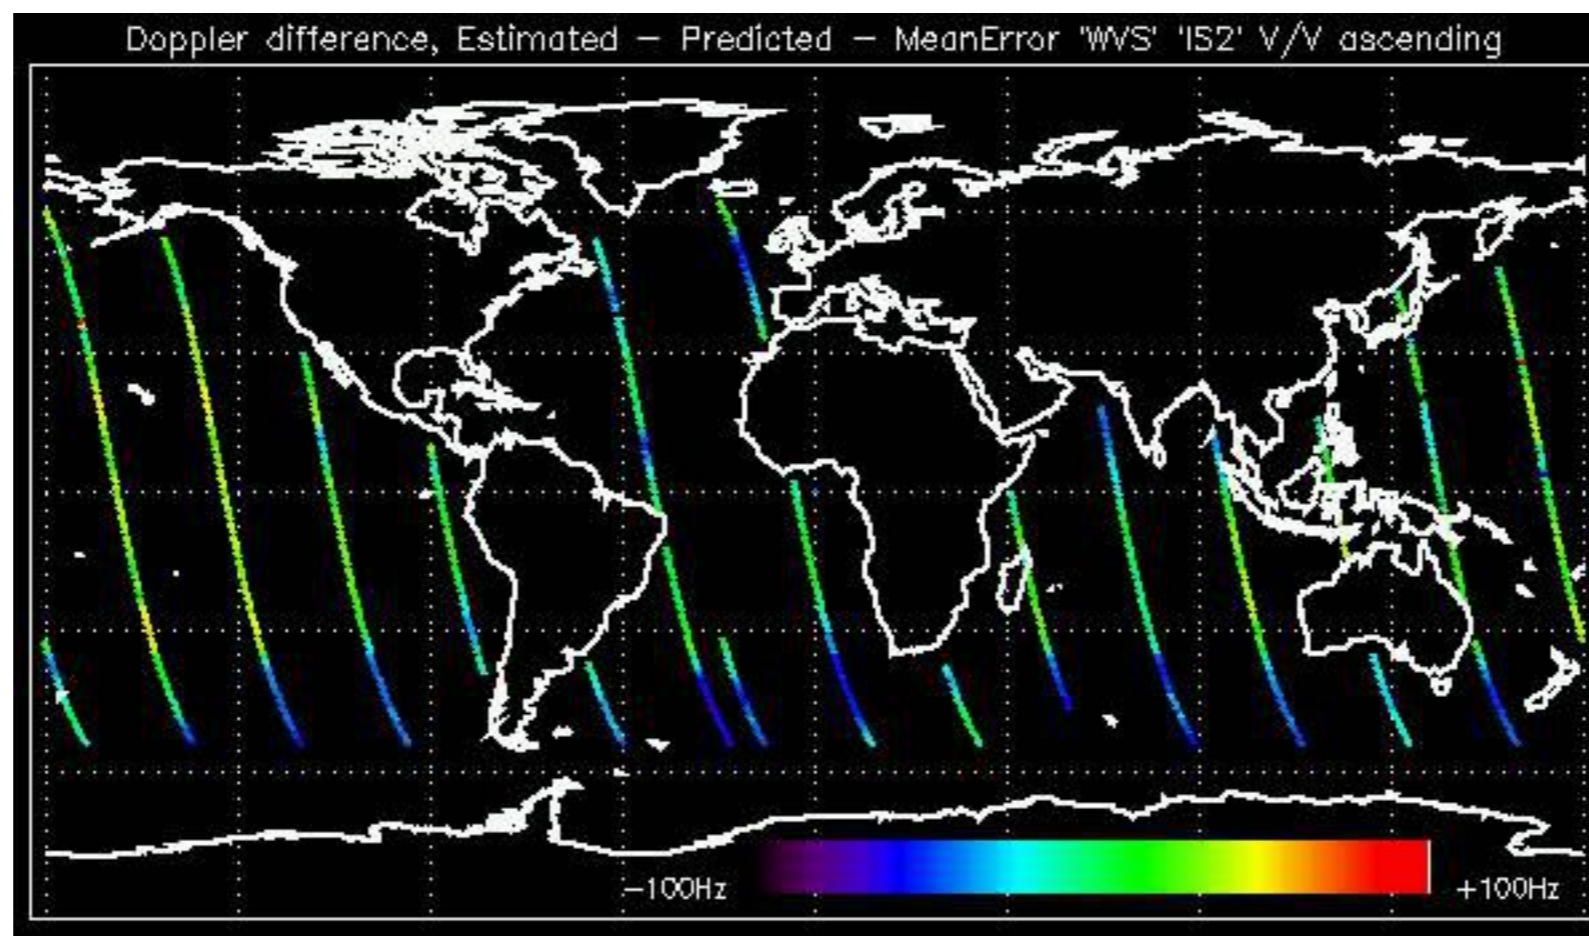 Doppler difference, Estimated – Predicted – MeanError 'WVS' 'IS2' V/V ascending
–100Hz +100Hz